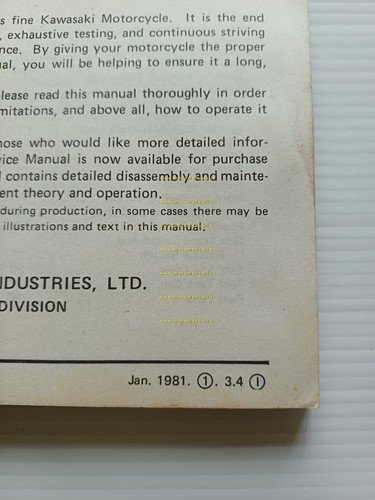 s fine Kawasaki Motorcycle. It is the end
, exhaustive testing, and continuous striving
nce. By giving your motorcycle the proper
ual, you will be helping to ensure it a long,
lease read this manual thoroughly in order
mitations, and above all, how to operate it
hose who would like more detailed infor-
vice Manual is now available for purchase
contains detailed disassembly and mainte-
ent theory and operation.
during production, in some cases there may be
illustrations and text in this manual.
NDUSTRIES, LTD.
DIVISION
Jan. 1981. ①. 3.4 Ⓘ